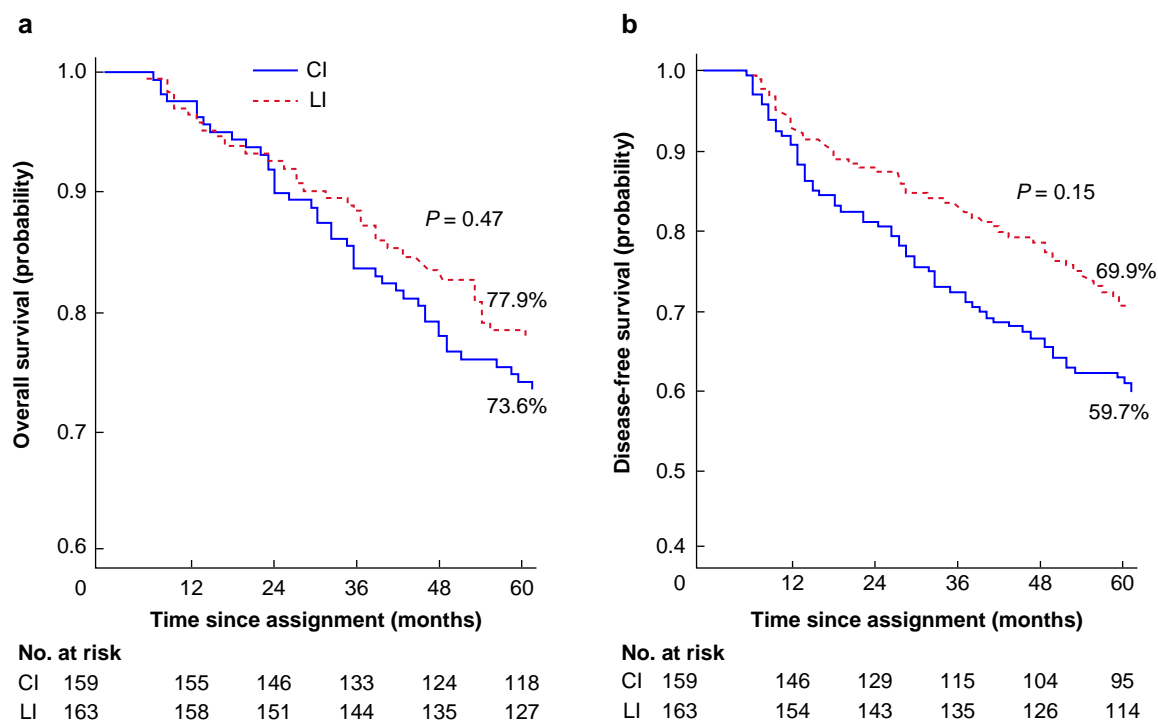 a
1.0
0.9
0.8
0.7
0.6
0
12
24
36
48
60
Overall survival (probability)
Time since assignment (months)
CI
LI
P = 0.47
77.9%
73.6%
No. at risk
CI 159 155 146 133 124 118
LI 163 158 151 144 135 127
b
1.0
0.9
0.8
0.7
0.6
0.5
0.4
0
12
24
36
48
60
Disease-free survival (probability)
Time since assignment (months)
P = 0.15
69.9%
59.7%
No. at risk
CI 159 146 129 115 104 95
LI 163 154 143 135 126 114